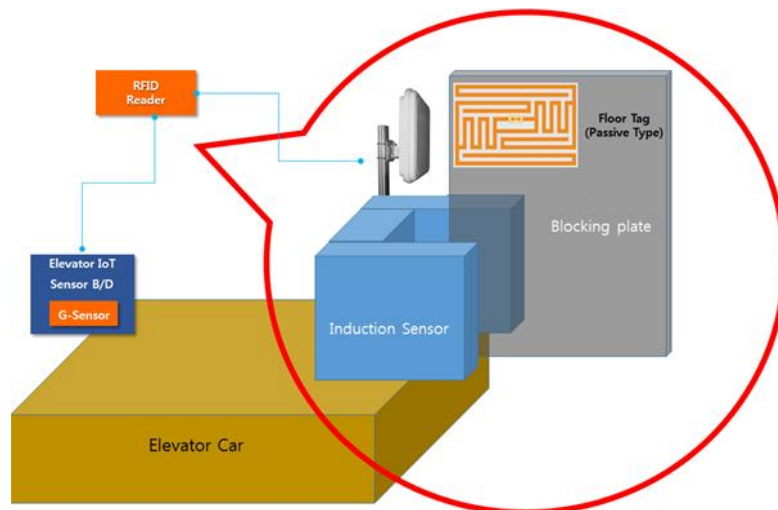 RFID
Reader
Floor Tag
(Passive Type)
Blocking plate
Elevator IoT
Sensor B/D
G-Sensor
Induction Sensor
Elevator Car